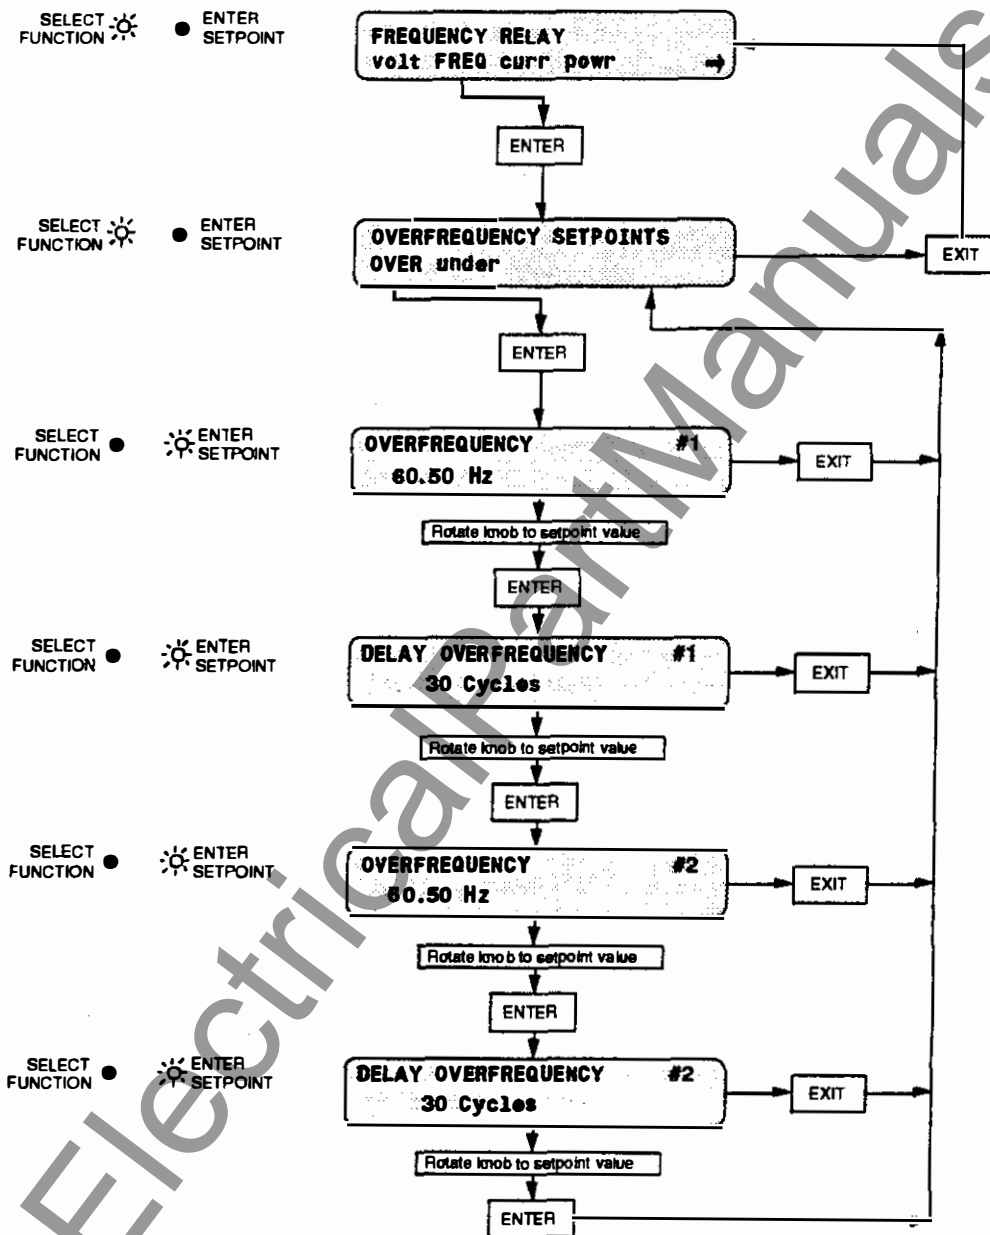 SELECT FUNCTION ENTER SETPOINT
FREQUENCY RELAY
volt FREQ curr powr
ENTER
SELECT FUNCTION ENTER SETPOINT
OVERFREQUENCY SETPOINTS
OVER under
EXIT
ENTER
SELECT FUNCTION ENTER SETPOINT
OVERFREQUENCY #1
60.50 Hz
EXIT
Rotate knob to setpoint value
ENTER
SELECT FUNCTION ENTER SETPOINT
DELAY OVERFREQUENCY #1
30 Cycles
EXIT
Rotate knob to setpoint value
ENTER
SELECT FUNCTION ENTER SETPOINT
OVERFREQUENCY #2
60.50 Hz
EXIT
Rotate knob to setpoint value
ENTER
SELECT FUNCTION ENTER SETPOINT
DELAY OVERFREQUENCY #2
30 Cycles
EXIT
Rotate knob to setpoint value
ENTER
ElectricalPartManuals